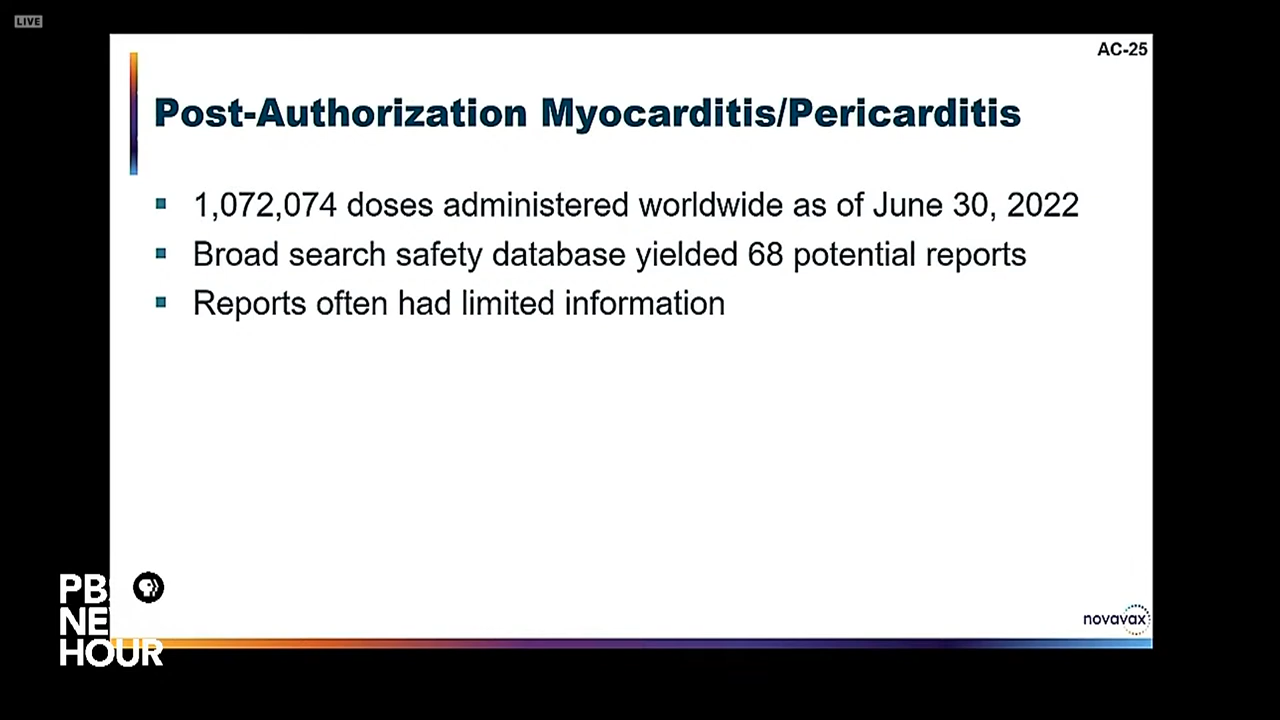 LIVE
AC-25
Post-Authorization Myocarditis/Pericarditis
1,072,074 doses administered worldwide as of June 30, 2022
Broad search safety database yielded 68 potential reports
Reports often had limited information
novavax
PBS
NE
HOUR